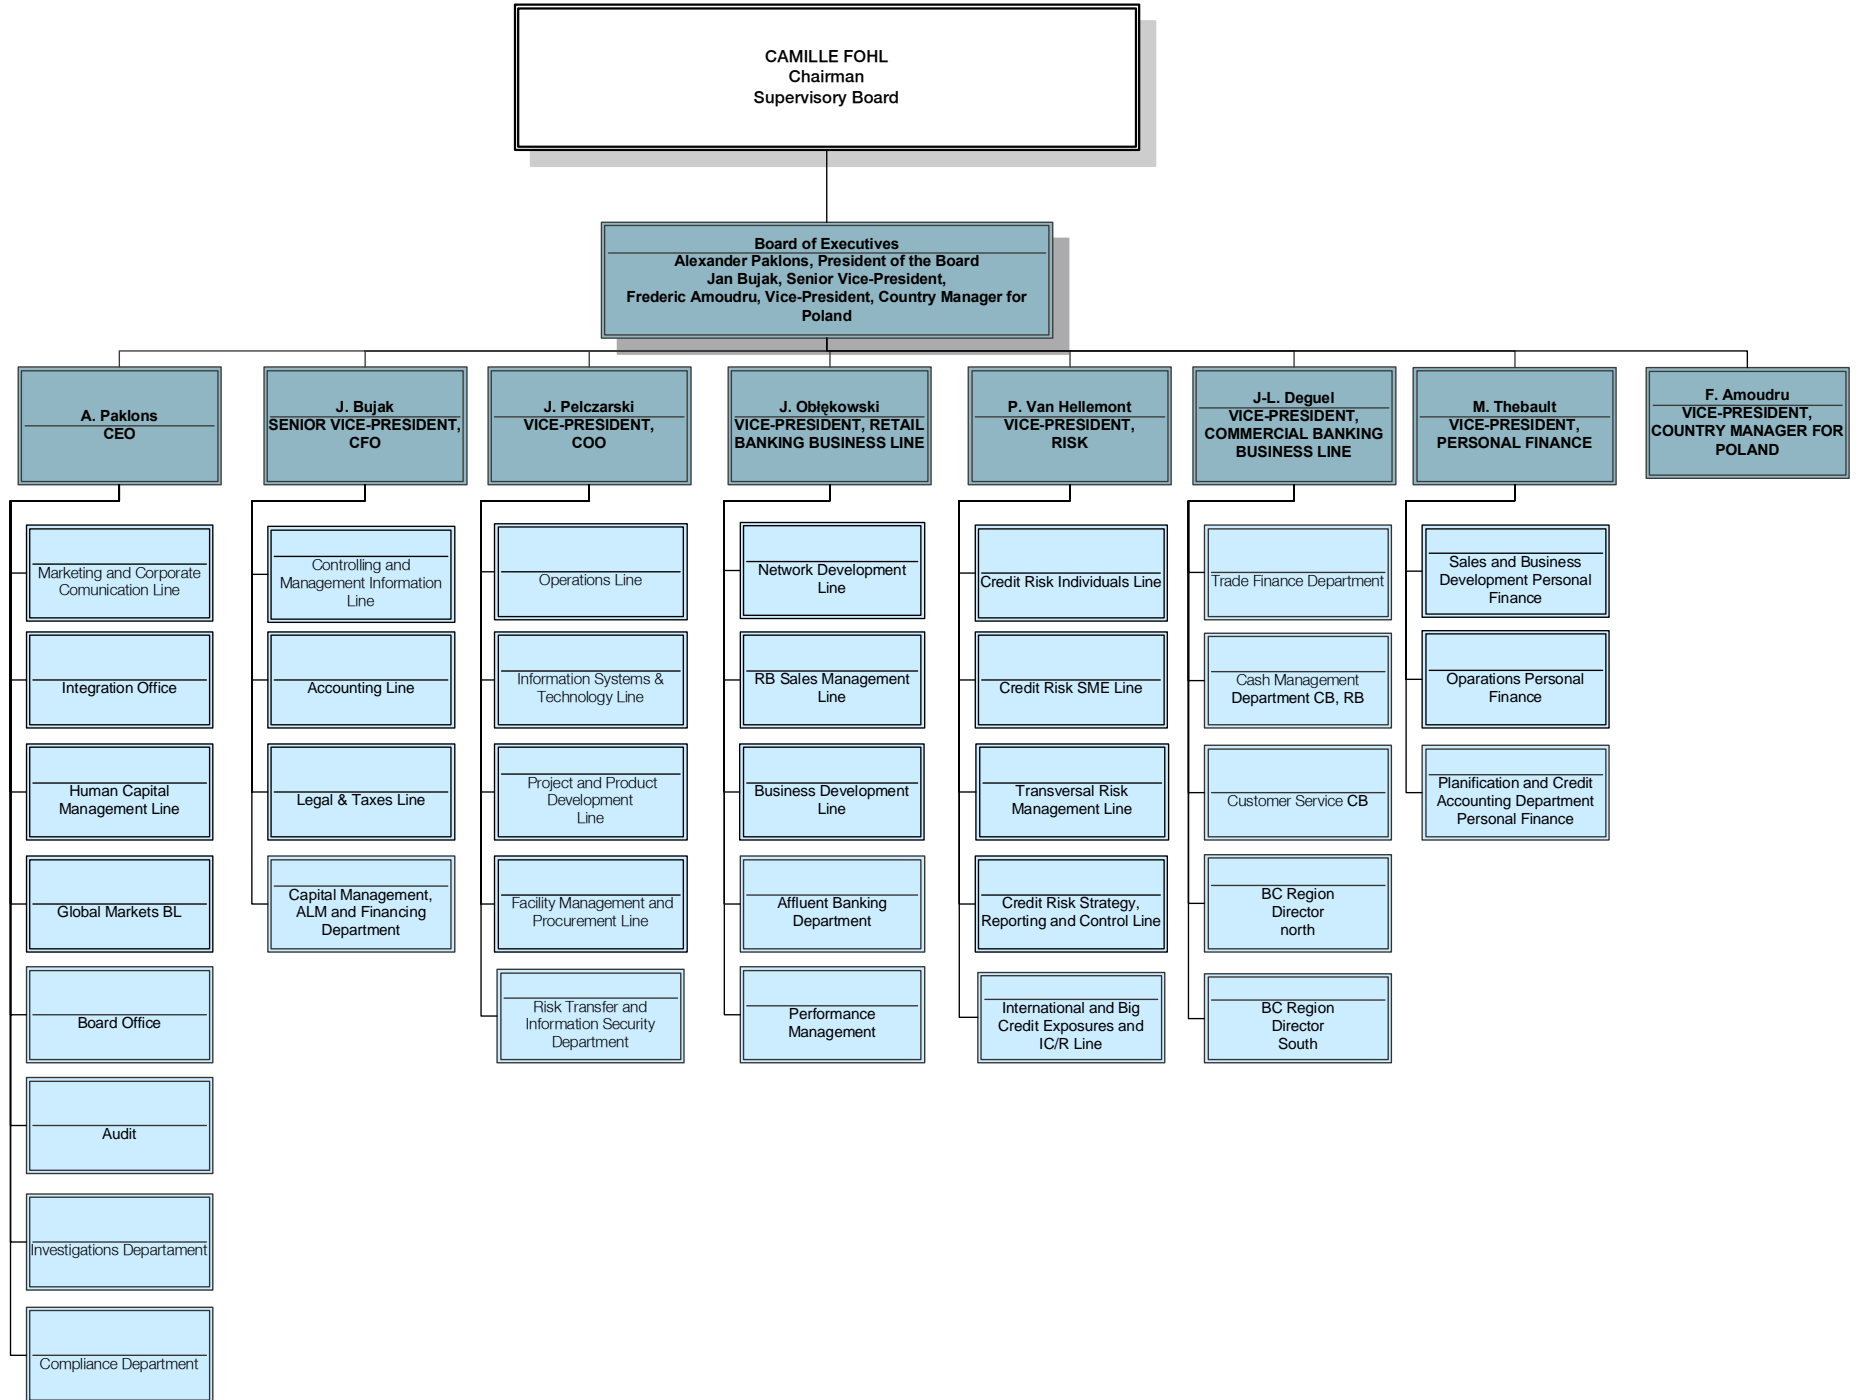 CAMILLE FOHL
Chairman
Supervisory Board
Board of Executives
Alexander Paklons, President of the Board
Jan Bujak, Senior Vice-President,
Frederic Amoudru, Vice-President, Country Manager for
Poland
A. Paklons
CEO
J. Bujak
SENIOR VICE-PRESIDENT,
CFO
J. Pelczarski
VICE-PRESIDENT,
COO
J. Obłękowski
VICE-PRESIDENT, RETAIL
BANKING BUSINESS LINE
P. Van Hellemont
VICE-PRESIDENT,
RISK
J-L. Deguel
VICE-PRESIDENT,
COMMERCIAL BANKING
BUSINESS LINE
M. Thebault
VICE-PRESIDENT,
PERSONAL FINANCE
F. Amoudru
VICE-PRESIDENT,
COUNTRY MANAGER FOR
POLAND
Marketing and Corporate
Comunication Line
Integration Office
Human Capital
Management Line
Global Markets BL
Board Office
Audit
Investigations Departament
Compliance Department
Controlling and
Management Information
Line
Accounting Line
Legal & Taxes Line
Capital Management,
ALM and Financing
Department
Operations Line
Information Systems &
Technology Line
Project and Product
Development
Line
Facility Management and
Procurement Line
Risk Transfer and
Information Security
Department
Network Development
Line
RB Sales Management
Line
Business Development
Line
Affluent Banking
Department
Performance
Management
Credit Risk Individuals Line
Credit Risk SME Line
Transversal Risk
Management Line
Credit Risk Strategy,
Reporting and Control Line
International and Big
Credit Exposures and
IC/R Line
Trade Finance Department
Cash Management
Department CB, RB
Customer Service CB
BC Region
Director
north
BC Region
Director
South
Sales and Business
Development Personal
Finance
Oparations Personal
Finance
Planification and Credit
Accounting Department
Personal Finance